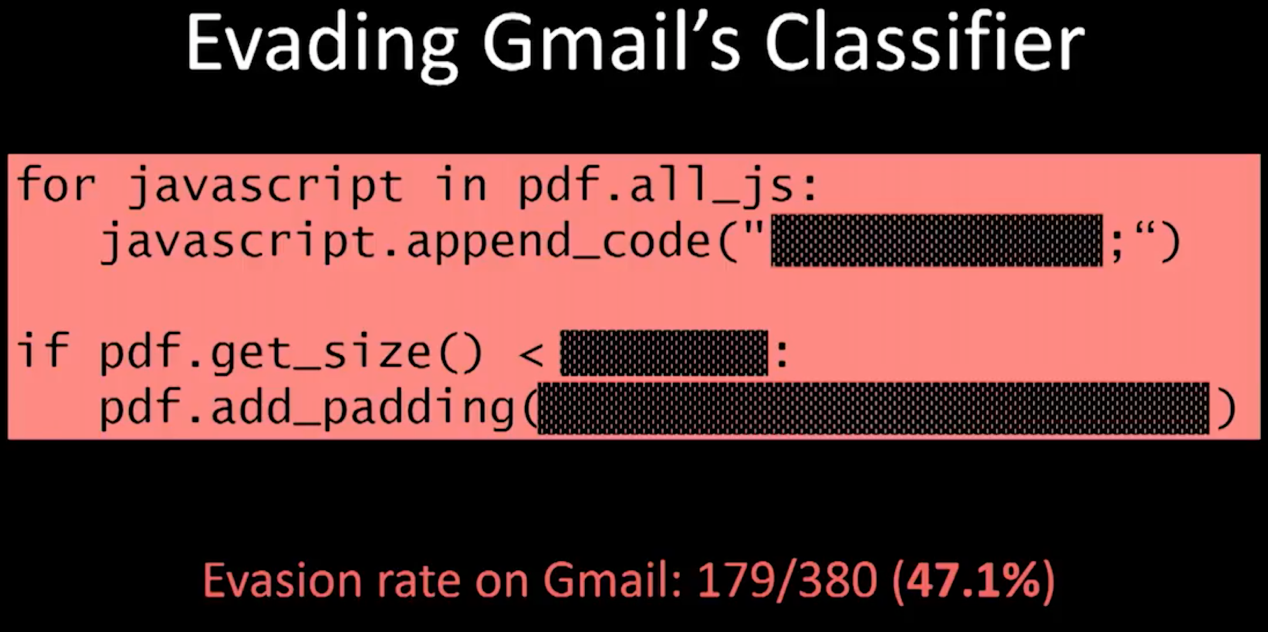 Evading Gmail’s Classifier
for javascript in pdf.all_js:
javascript.append_code(" ;“)
if pdf.get_size() < :
pdf.add_padding( )
Evasion rate on Gmail: 179/380 (47.1%)